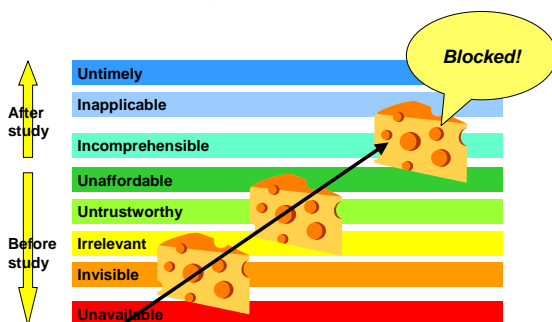 Blocked!
Untimely
Inapplicable
After
study
Incomprehensible
Unaffordable
Untrustworthy
Before
study
Irrelevant
Invisible
Unavailable